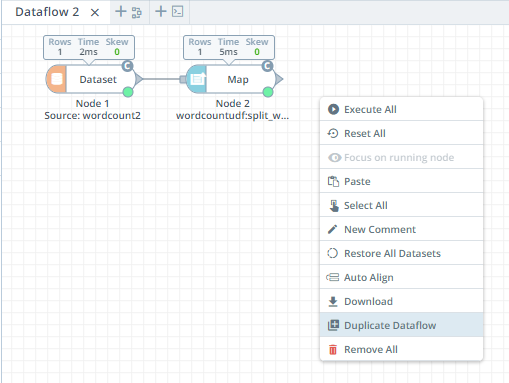 Dataflow 2
Rows Time Skew
1 2ms 0
Rows Time Skew
1 5ms 0
C
C
Dataset
Map
Node 1
Source: wordcount2
Node 2
wordcountudf:split_w...
Execute All
Reset All
Focus on running node
Paste
Select All
New Comment
Restore All Datasets
Auto Align
Download
Duplicate Dataflow
Remove All